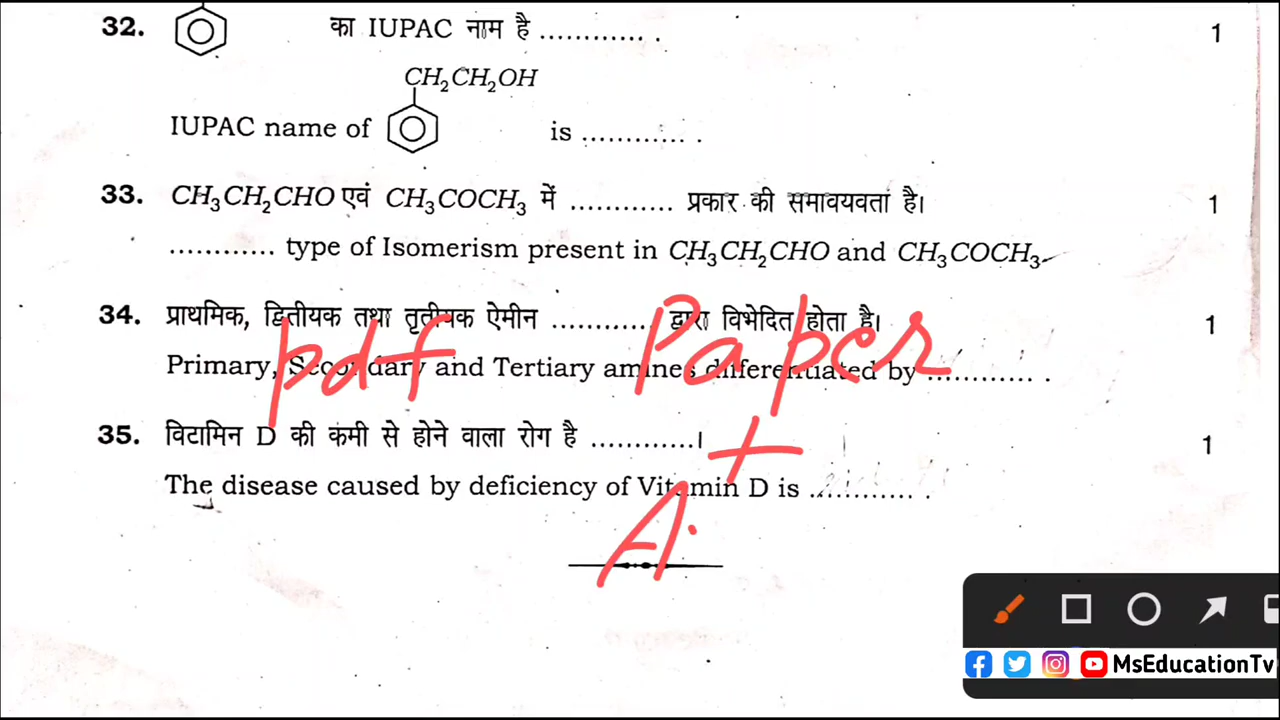 32. का IUPAC नाम है ............ . 1
CH₂CH₂OH
IUPAC name of is ............ .
33. CH₃CH₂CHO एवं CH₃COCH₃ में ............ प्रकार की समावयवता है। 1
............ type of Isomerism present in CH₃CH₂CHO and CH₃COCH₃
34. प्राथमिक, द्वितीयक तथा तृतीयक ऐमीन ............ द्वारा विभेदित होता है। 1
Primary, Secondary and Tertiary amines differentiated by ............ .
pdf Paper
35. विटामिन D की कमी से होने वाला रोग है ............। 1
+
The disease caused by deficiency of Vitamin D is ............ .
A
MsEducationTv